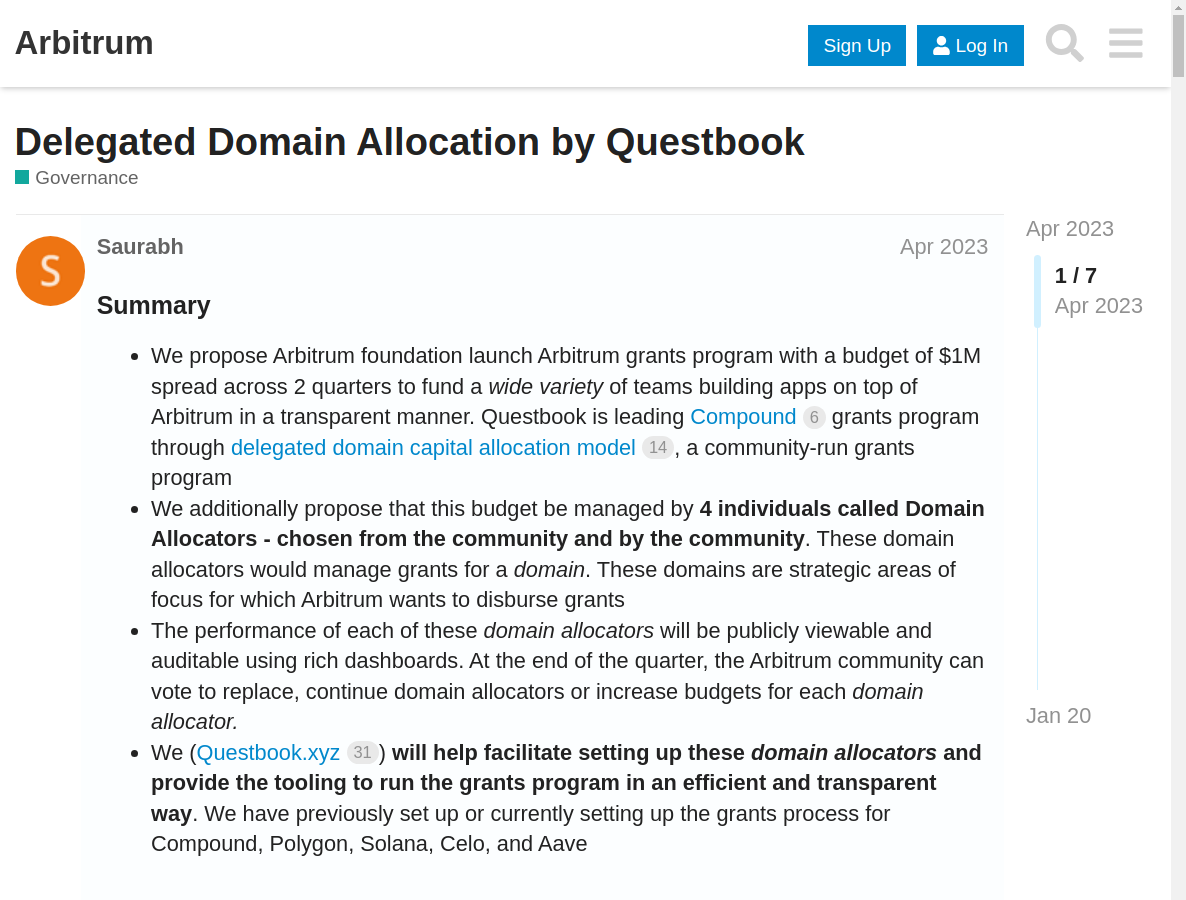 Arbitrum
Sign Up
Log In
Delegated Domain Allocation by Questbook
Governance
S
Saurabh
Apr 2023
Summary
We propose Arbitrum foundation launch Arbitrum grants program with a budget of $1M
spread across 2 quarters to fund a wide variety of teams building apps on top of
Arbitrum in a transparent manner. Questbook is leading Compound 6 grants program
through delegated domain capital allocation model 14, a community-run grants
program
We additionally propose that this budget be managed by 4 individuals called Domain
Allocators - chosen from the community and by the community. These domain
allocators would manage grants for a domain. These domains are strategic areas of
focus for which Arbitrum wants to disburse grants
The performance of each of these domain allocators will be publicly viewable and
auditable using rich dashboards. At the end of the quarter, the Arbitrum community can
vote to replace, continue domain allocators or increase budgets for each domain
allocator.
We (Questbook.xyz 31) will help facilitate setting up these domain allocators and
provide the tooling to run the grants program in an efficient and transparent
way. We have previously set up or currently setting up the grants process for
Compound, Polygon, Solana, Celo, and Aave
Apr 2023
1 / 7
Apr 2023
Jan 20